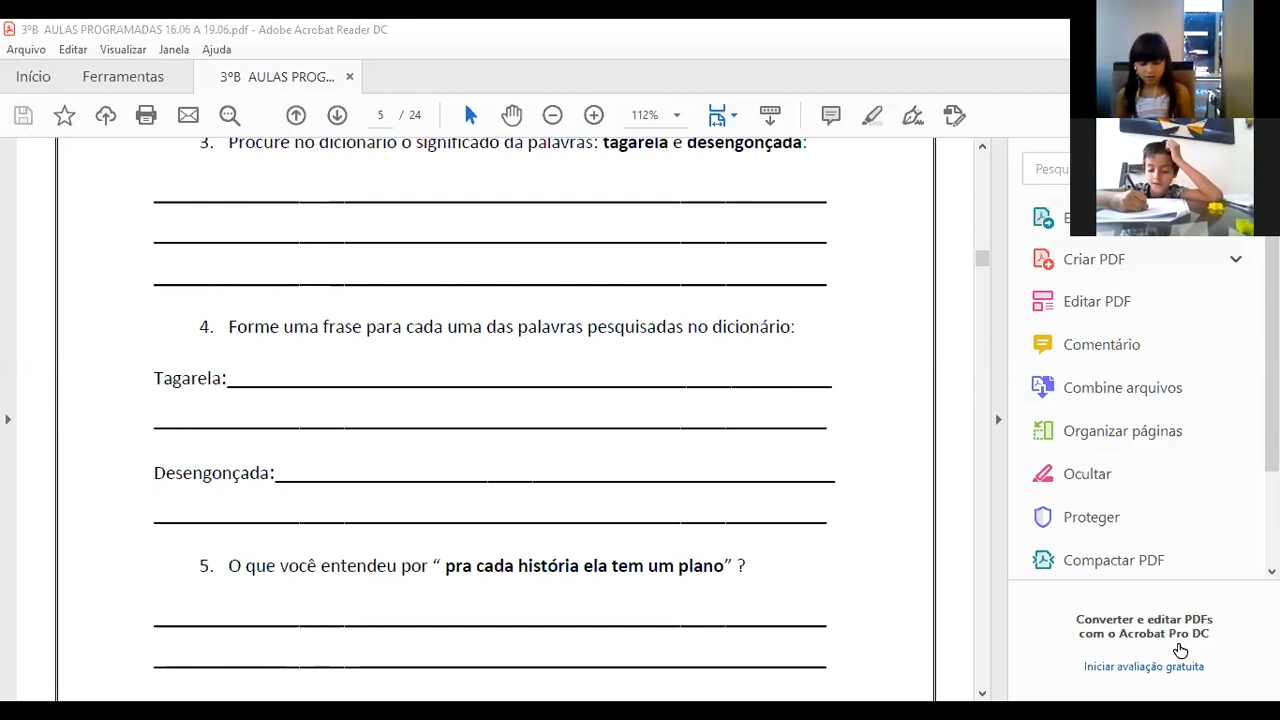 3ºB AULAS PROGRAMADAS 16.06 A 19.06.pdf - Adobe Acrobat Reader DC
Arquivo Editar Visualizar Janela Ajuda
Início Ferramentas 3ºB AULAS PROG... ×
5 / 24 112%
3. Procure no dicionário o significado da palavras: tagarela e desengonçada:
4. Forme uma frase para cada uma das palavras pesquisadas no dicionário:
Tagarela:
Desengonçada:
5. O que você entendeu por “ pra cada história ela tem um plano” ?
Pesqu
Criar PDF
Editar PDF
Comentário
Combine arquivos
Organizar páginas
Ocultar
Proteger
Compactar PDF
Converter e editar PDFs
com o Acrobat Pro DC
Iniciar avaliação gratuita